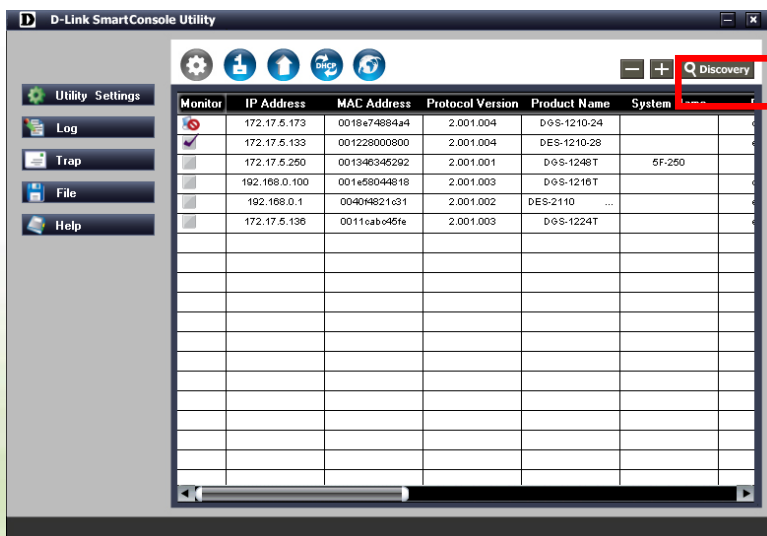 D D-Link SmartConsole Utility
DHCP
Discovery
Utility Settings
Log
Trap
File
Help
Monitor IP Address MAC Address Protocol Version Product Name System Name
172.17.5.173 0018e74884a4 2.001.004 DGS-1210-24
172.17.5.133 001228000800 2.001.004 DES-1210-28
172.17.5.250 001346345292 2.001.001 DGS-1248T 5F-250
192.168.0.100 001e58044818 2.001.003 DGS-1216T
192.168.0.1 0040f4821c31 2.001.002 DES-2110 ...
172.17.5.136 0011cabc45fe 2.001.003 DGS-1224T